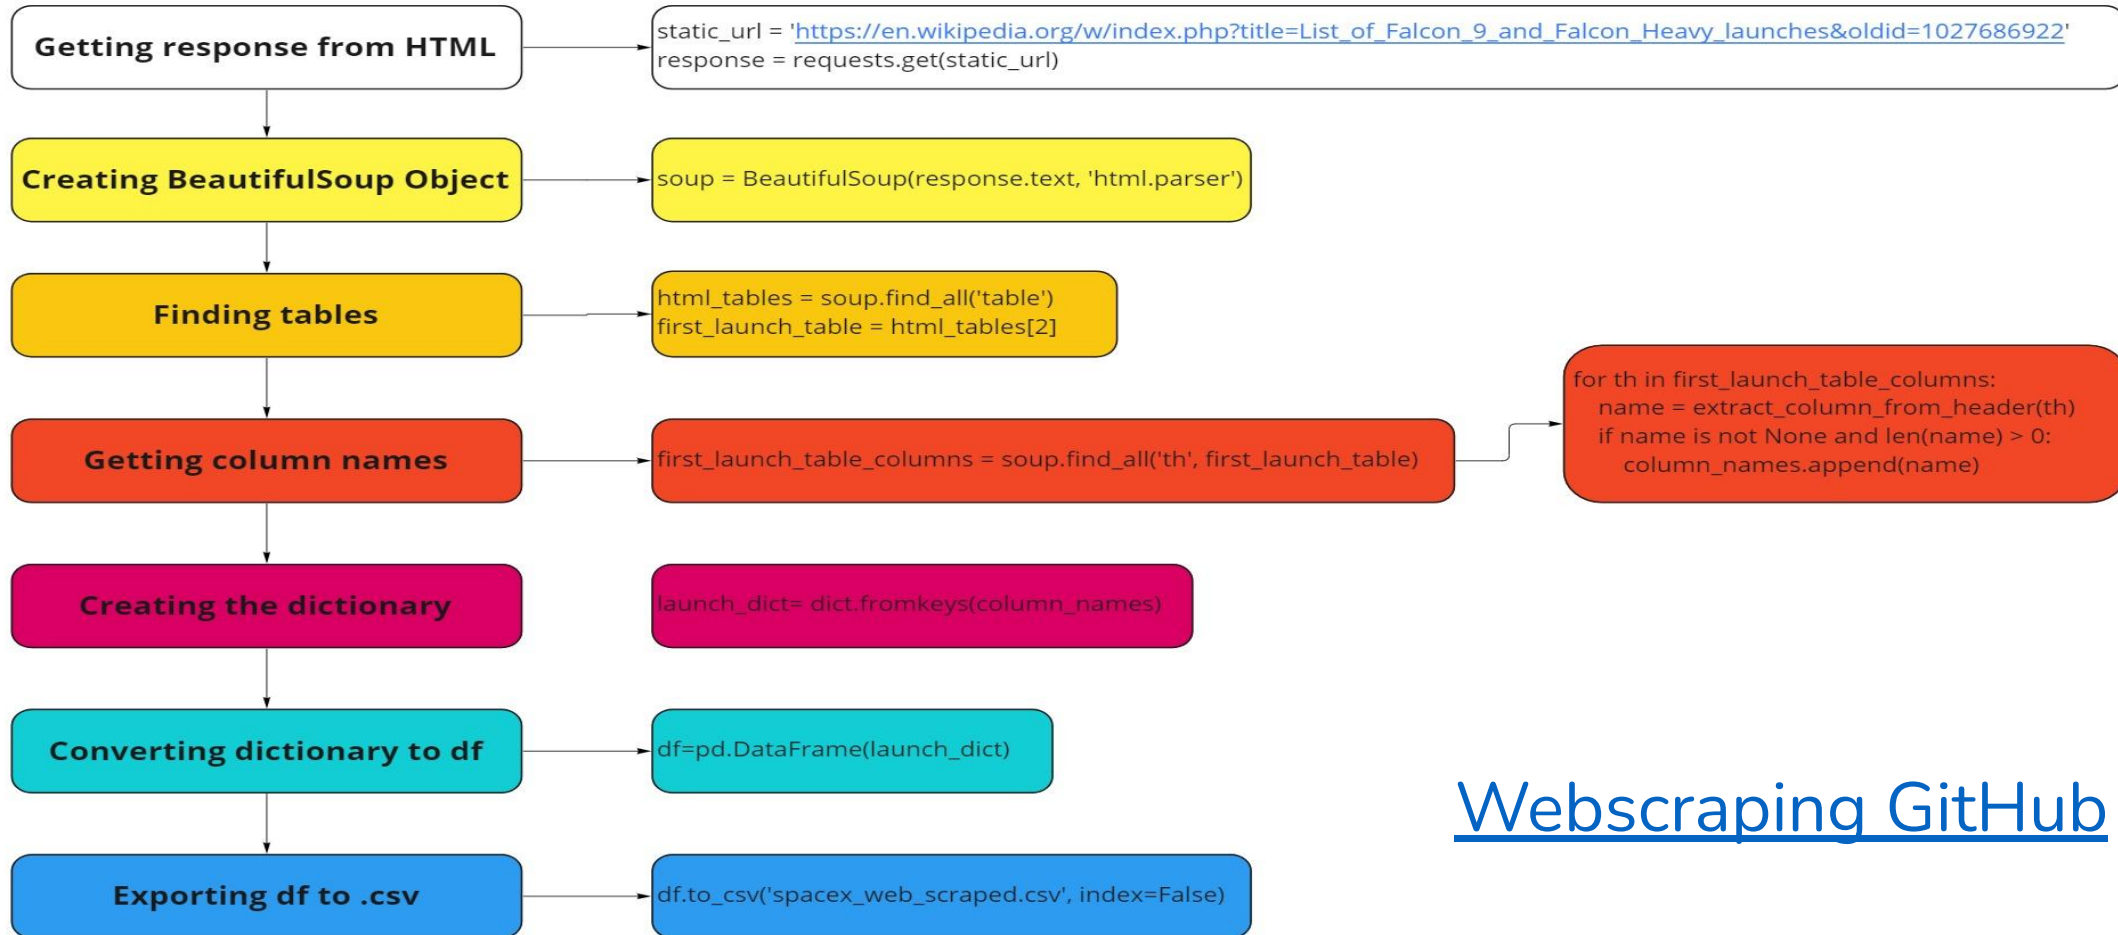 Getting response from HTML
static_url = 'https://en.wikipedia.org/w/index.php?title=List_of_Falcon_9_and_Falcon_Heavy_launches&oldid=1027686922'
response = requests.get(static_url)
Creating BeautifulSoup Object
soup = BeautifulSoup(response.text, 'html.parser')
Finding tables
html_tables = soup.find_all('table')
first_launch_table = html_tables[2]
Getting column names
first_launch_table_columns = soup.find_all('th', first_launch_table)
for th in first_launch_table_columns:
name = extract_column_from_header(th)
if name is not None and len(name) > 0:
column_names.append(name)
Creating the dictionary
launch_dict= dict.fromkeys(column_names)
Converting dictionary to df
df=pd.DataFrame(launch_dict)
Webscraping GitHub
Exporting df to .csv
df.to_csv('spacex_web_scraped.csv', index=False)